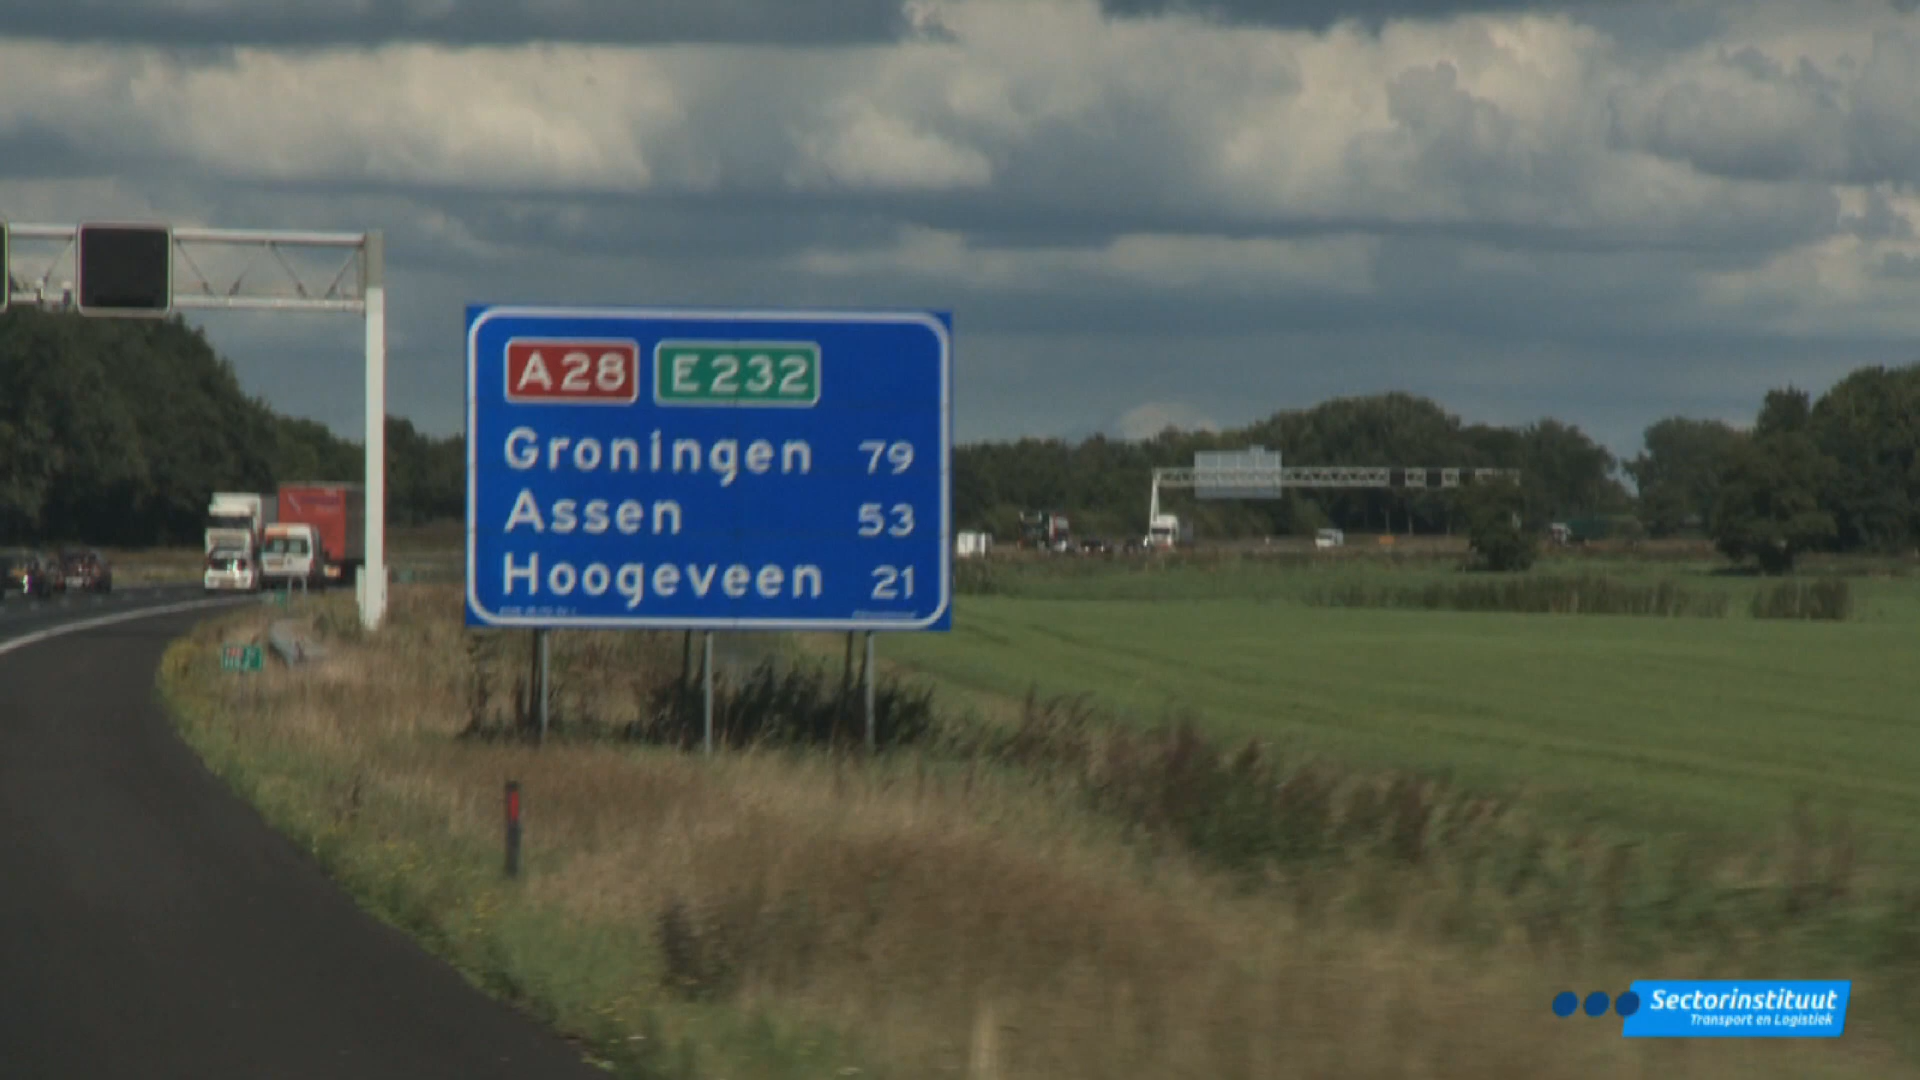 A28 E232
Groningen 79
Assen 53
Hoogeveen 21
Sectorinstituut
Transport en Logistiek